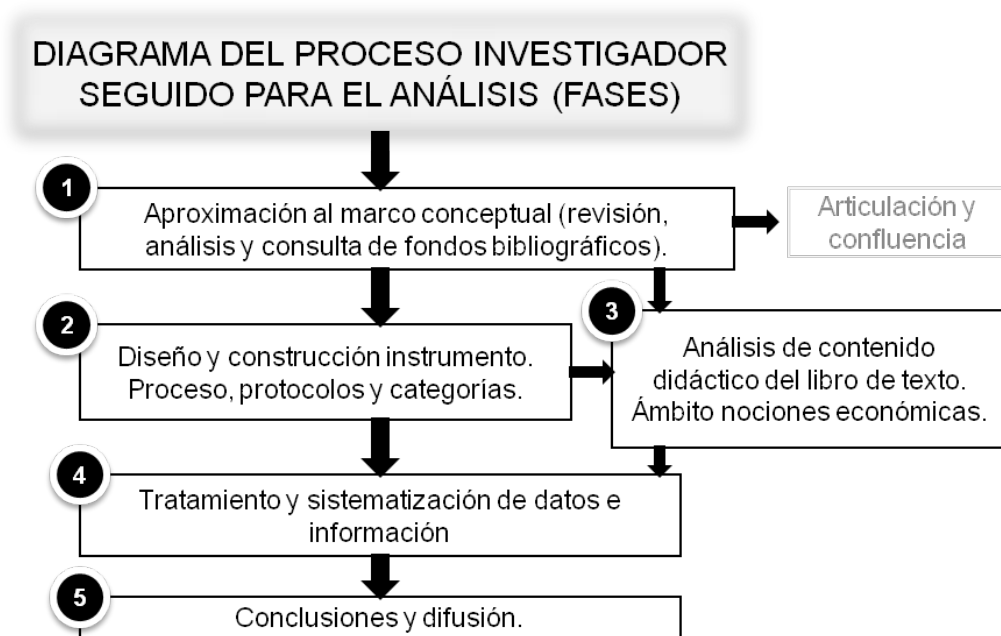 DIAGRAMA DEL PROCESO INVESTIGADOR
SEGUIDO PARA EL ANÁLISIS (FASES)
1
Aproximación al marco conceptual (revisión,
análisis y consulta de fondos bibliográficos).
Articulación y
confluencia
2
Diseño y construcción instrumento.
Proceso, protocolos y categorías.
3
Análisis de contenido
didáctico del libro de texto.
Ámbito nociones económicas.
4
Tratamiento y sistematización de datos e
información
5
Conclusiones y difusión.